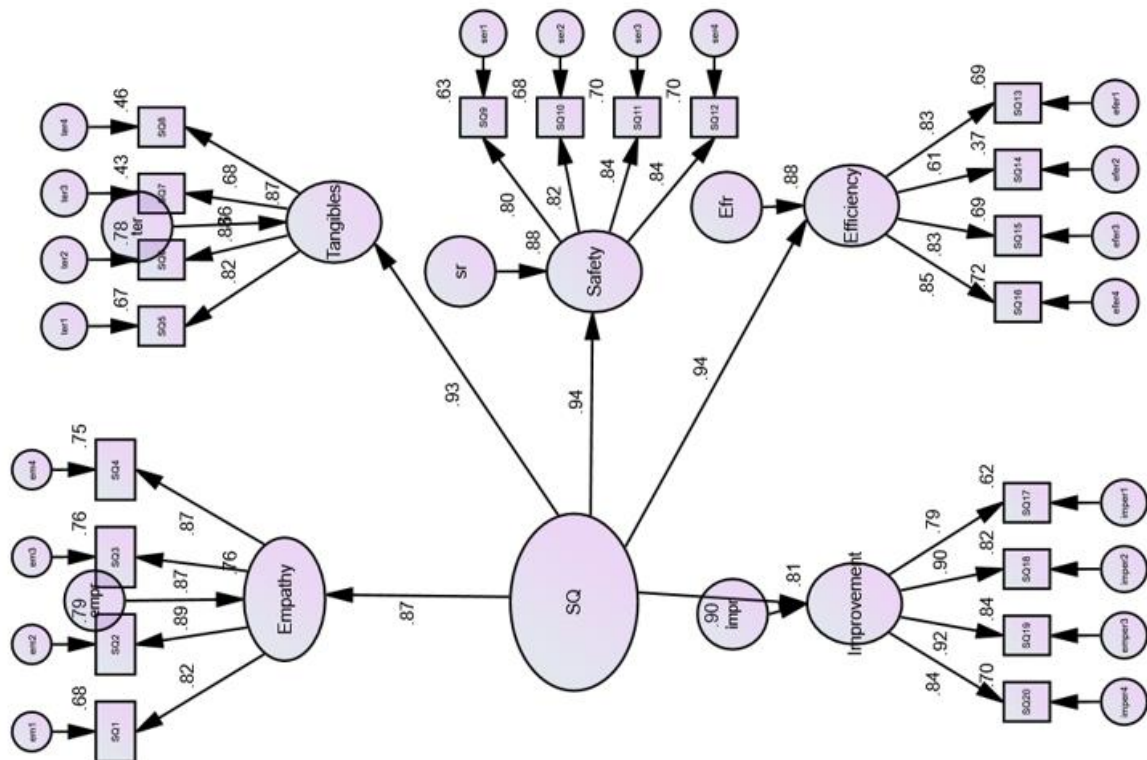 ser1
ser2
ser3
ser4
.63
.68
.70
.70
SQ9
SQ10
SQ11
SQ12
.80
.82
.84
.84
sr
.88
Safety
ter4
ter3
ter2
ter1
.46
.43
.78
.67
SQ8
SQ7
SQ5
ter
.68
.87
.82
Tangibles
Efr
.88
Efficiency
.83
.61
.83
.85
.69
.37
.69
.72
SQ13
SQ14
SQ15
SQ16
efer1
efer2
efer3
efer4
.93
.94
.94
em4
em3
em2
em1
.75
.76
.79
.68
SQ4
SQ3
SQ2
SQ1
empr
.87
.87
.89
.82
.76
Empathy
.87
SQ
.90
impr
.81
Improvement
.79
.90
.92
.84
.62
.82
.84
.70
SQ17
SQ18
SQ19
SQ20
imper1
imper2
emper3
imper4